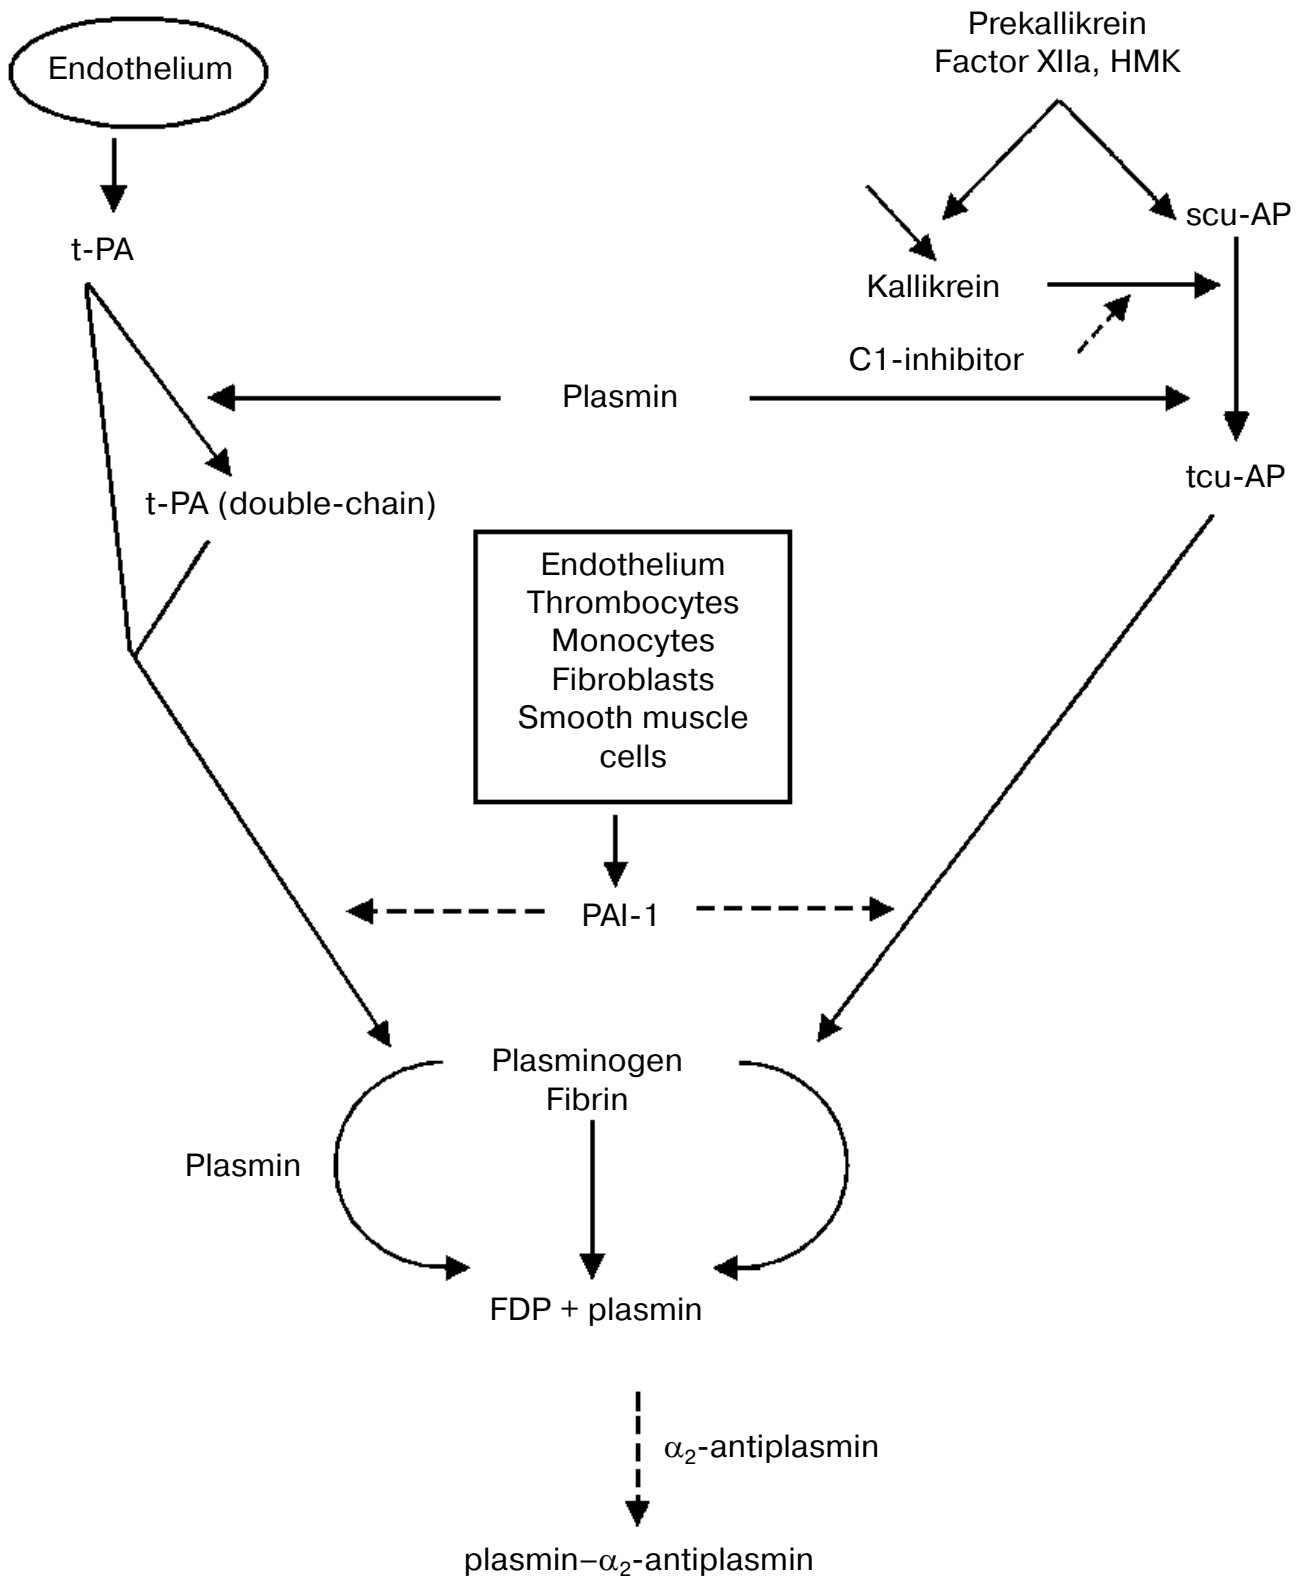 Endothelium
Prekallikrein
Factor XIIa, HMK
t-PA
scu-AP
Kallikrein
C1-inhibitor
Plasmin
tcu-AP
t-PA (double-chain)
Endothelium
Thrombocytes
Monocytes
Fibroblasts
Smooth muscle
cells
PAI-1
Plasminogen
Fibrin
Plasmin
FDP + plasmin
α₂-antiplasmin
plasmin–α₂-antiplasmin